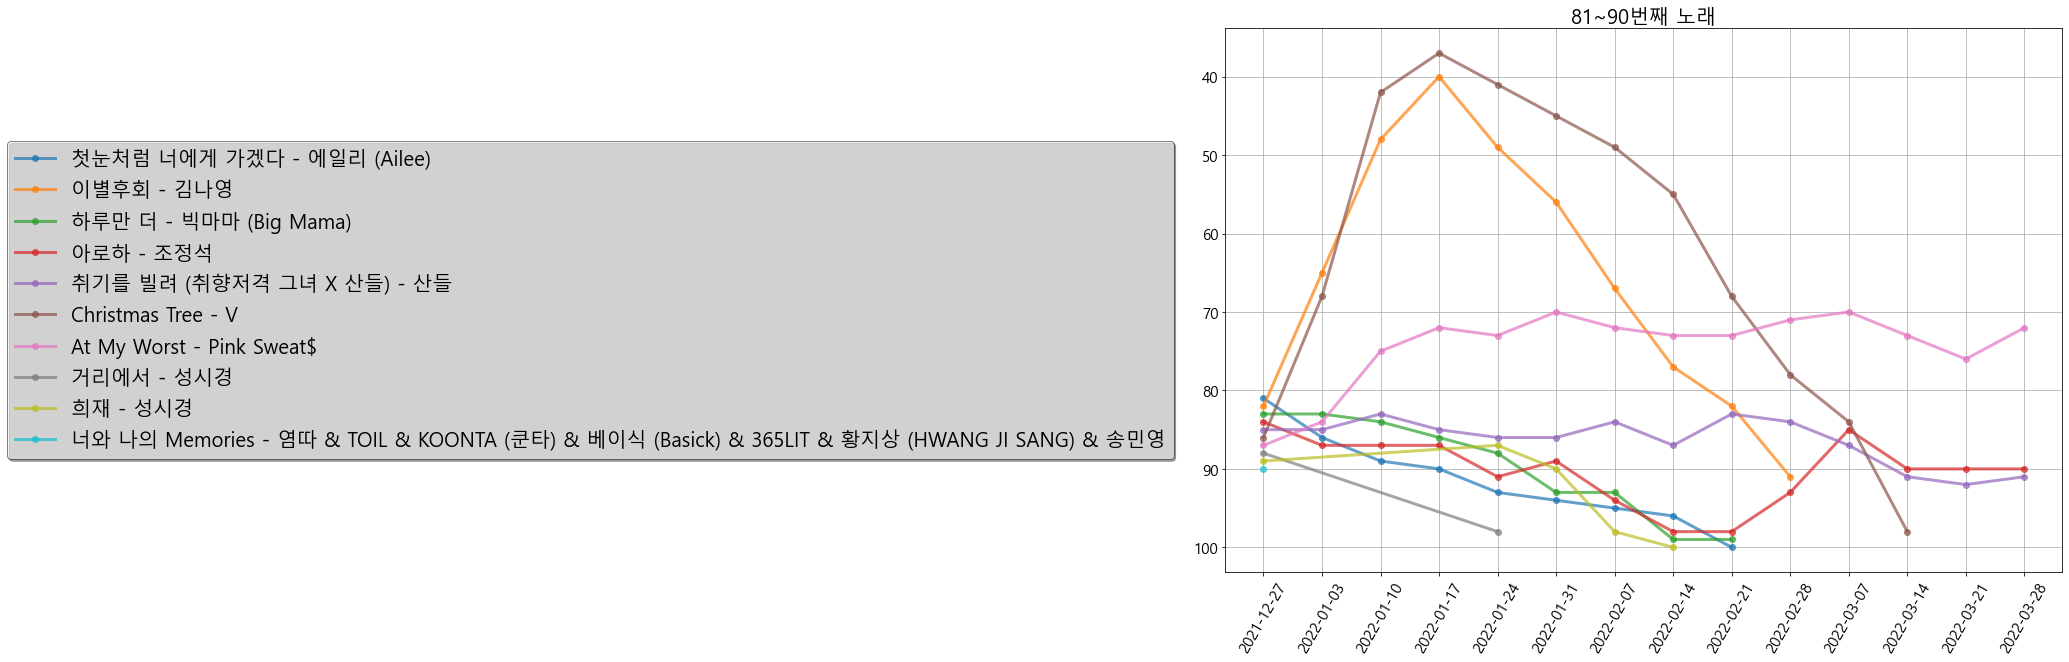 81~90번째 노래
첫눈처럼 너에게 가겠다 - 에일리 (Ailee)
이별후회 - 김나영
하루만 더 - 빅마마 (Big Mama)
아로하 - 조정석
취기를 빌려 (취향저격 그녀 X 산들) - 산들
Christmas Tree - V
At My Worst - Pink Sweat$
거리에서 - 성시경
희재 - 성시경
너와 나의 Memories - 염따 & TOIL & KOONTA (쿤타) & 베이식 (Basick) & 365LIT & 황지상 (HWANG JI SANG) & 송민영
40
50
60
70
80
90
100
2021-12-27
2022-01-03
2022-01-10
2022-01-17
2022-01-24
2022-01-31
2022-02-07
2022-02-14
2022-02-21
2022-02-28
2022-03-07
2022-03-14
2022-03-21
2022-03-28